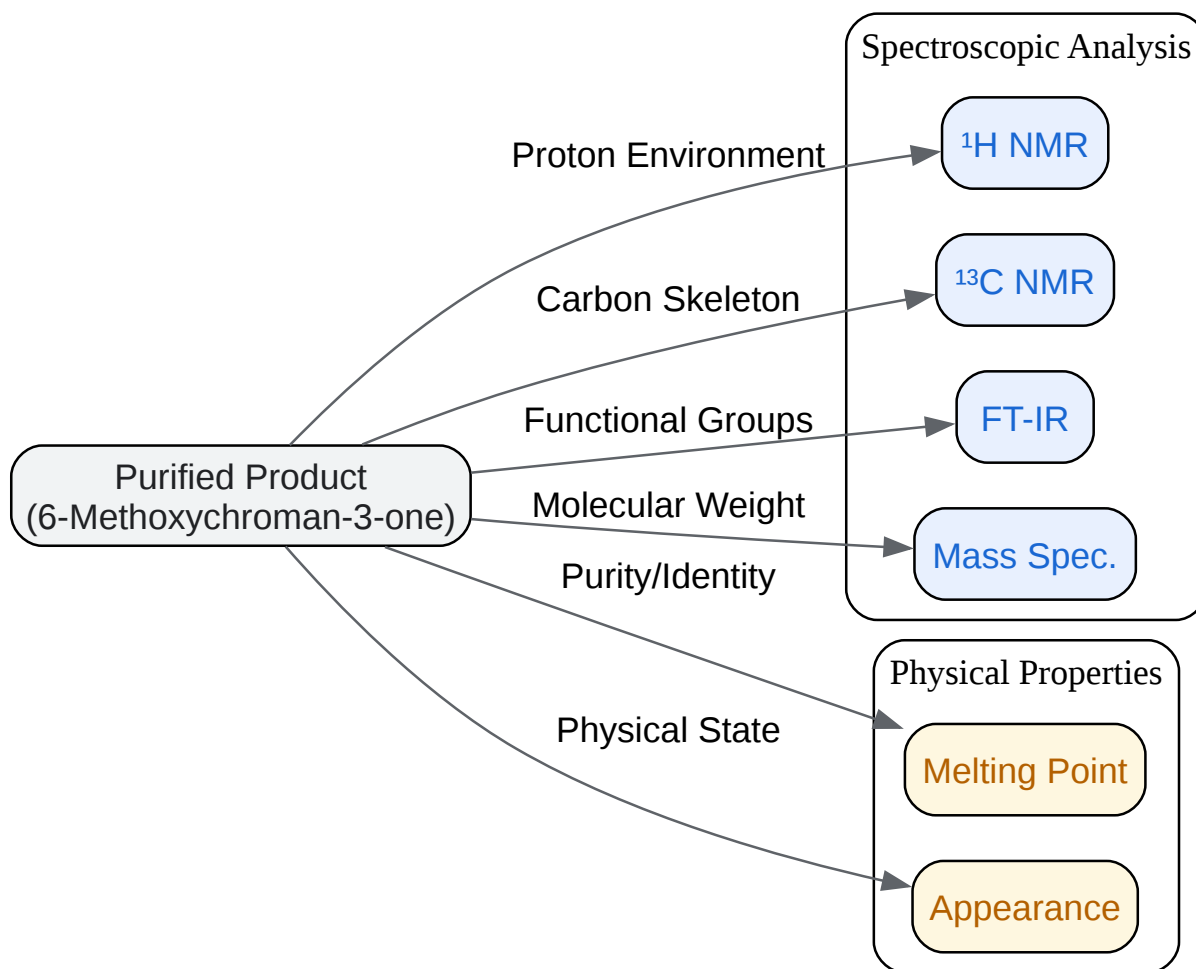 Spectroscopic Analysis
Proton Environment
¹H NMR
Carbon Skeleton
¹³C NMR
Functional Groups
FT-IR
Purified Product
(6-Methoxychroman-3-one)
Molecular Weight
Mass Spec.
Purity/Identity
Physical Properties
Physical State
Melting Point
Appearance